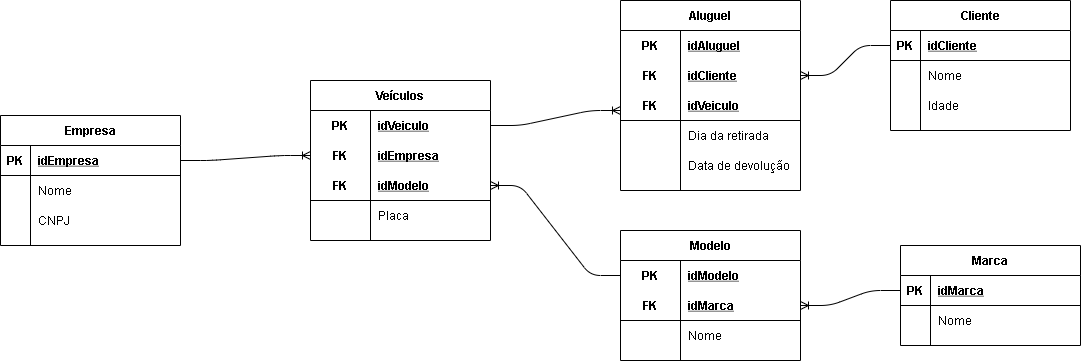 Empresa
PK idEmpresa
Nome
CNPJ
Veículos
PK idVeiculo
FK idEmpresa
FK idModelo
Placa
Aluguel
PK idAluguel
FK idCliente
FK idVeiculo
Dia da retirada
Data de devolução
Cliente
PK idCliente
Nome
Idade
Modelo
PK idModelo
FK idMarca
Nome
Marca
PK idMarca
Nome